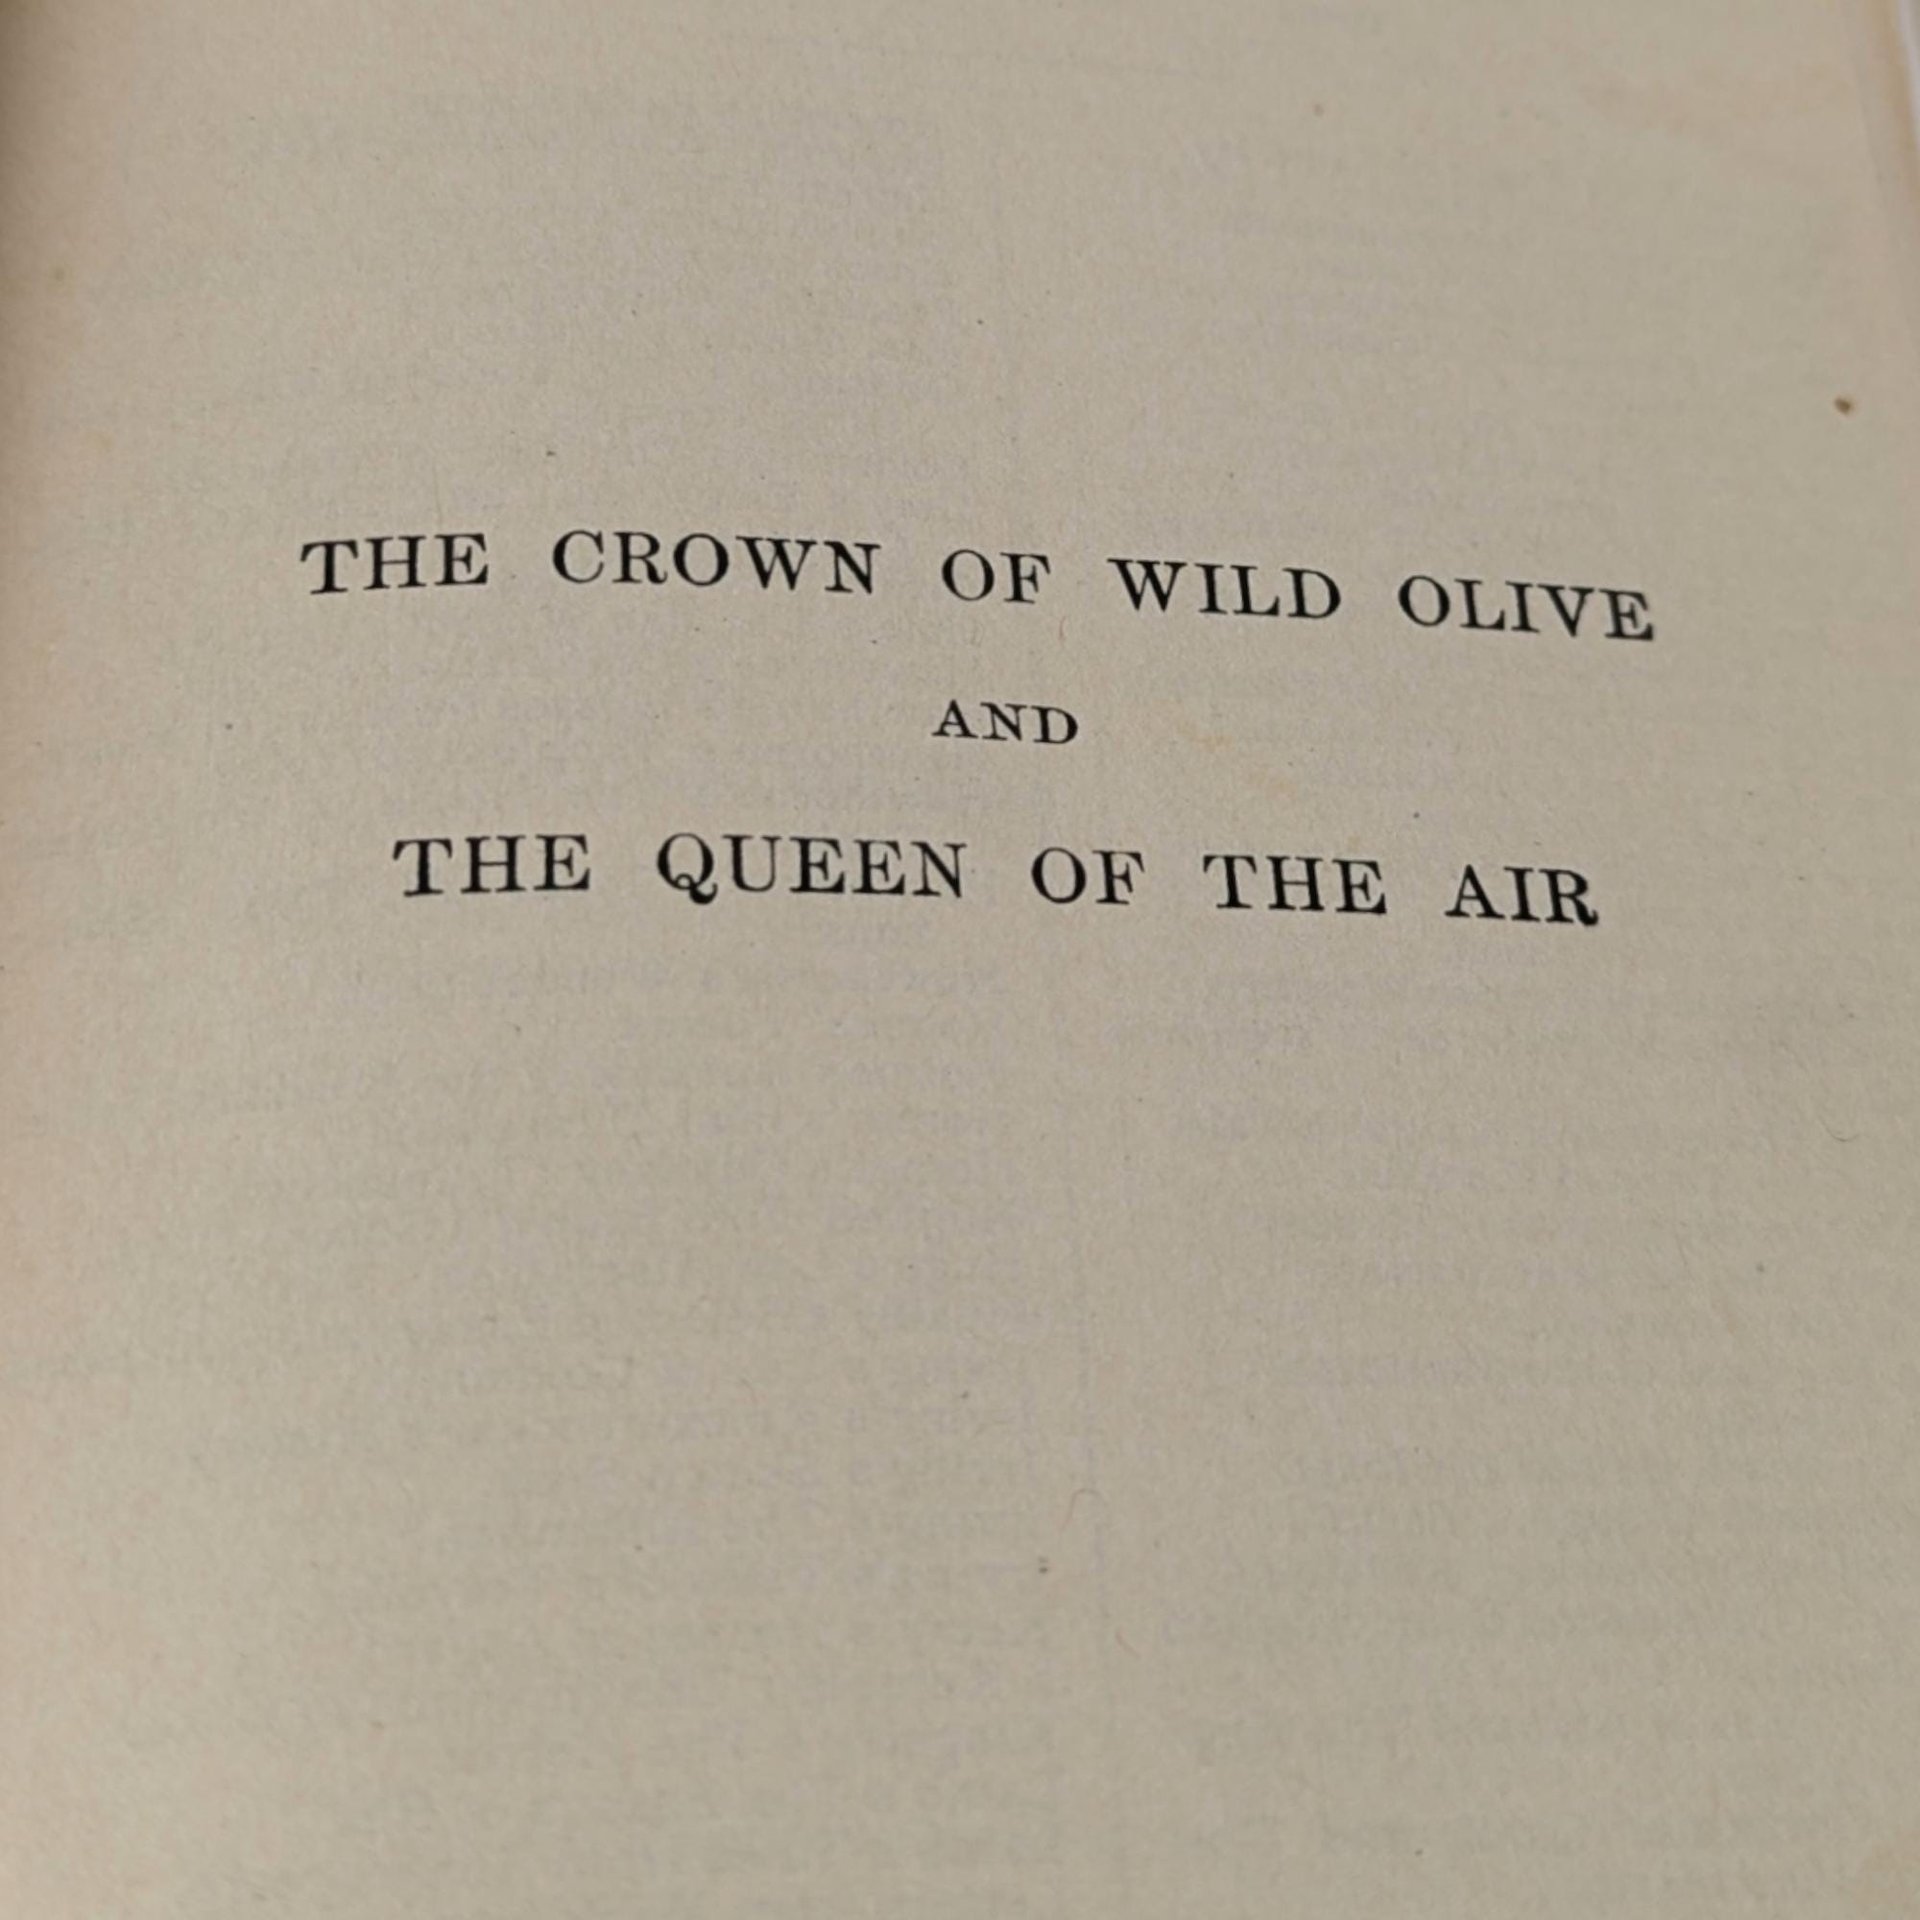 THE CROWN OF WILD OLIVE
AND
THE QUEEN OF THE AIR